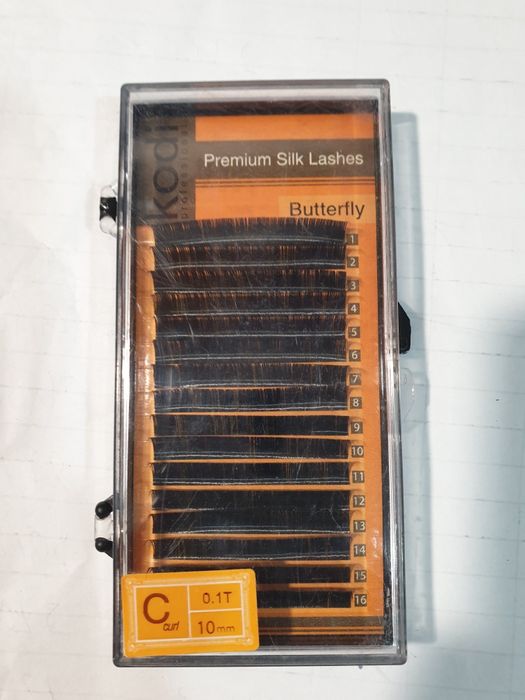 kodi
professional
Premium Silk Lashes
Butterfly
1
2
3
4
5
6
7
8
9
10
11
12
13
14
15
16
C
curl
0.1T
10mm